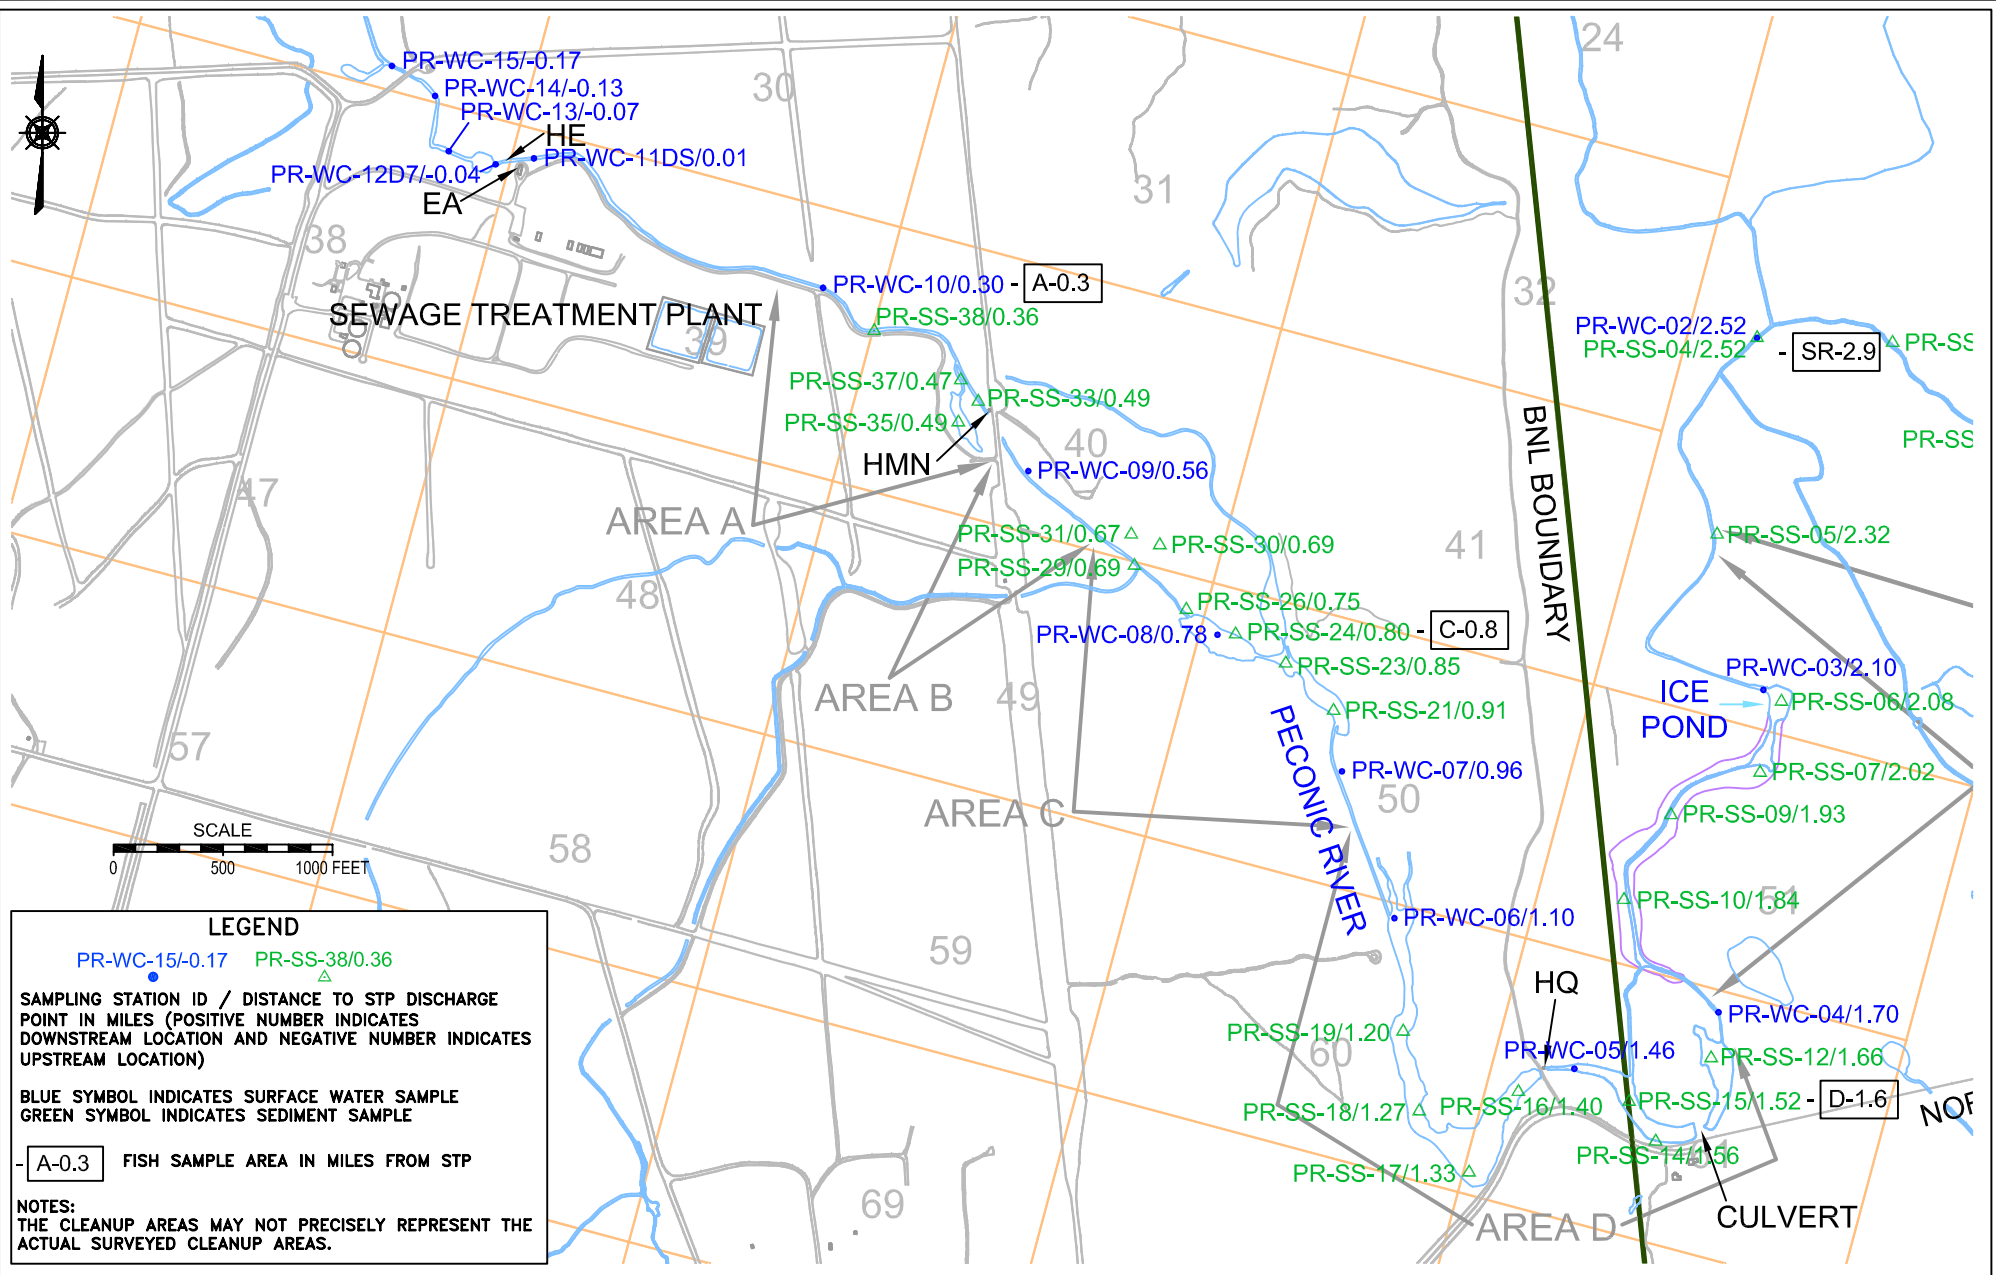 24
PR-WC-15/-0.17
PR-WC-14/-0.13
30
PR-WC-13/-0.07
HE
PR-WC-11DS/0.01
PR-WC-12D7/-0.04
EA
31
38
PR-WC-10/0.30 - A-0.3
32
SEWAGE TREATMENT PLANT
PR-SS-38/0.36
39
PR-WC-02/2.52
PR-SS-04/2.52 - SR-2.9
PR-SS
PR-SS-37/0.47
PR-SS-33/0.49
PR-SS-35/0.49
40
PR-SS
HMN
PR-WC-09/0.56
BNL BOUNDARY
47
AREA A
PR-SS-31/0.67
PR-SS-30/0.69
41
PR-SS-05/2.32
PR-SS-29/0.69
48
PR-SS-26/0.75
PR-WC-08/0.78
PR-SS-24/0.80 - C-0.8
PR-SS-23/0.85
PR-WC-03/2.10
AREA B
49
ICE
POND
PR-SS-06/2.08
PR-SS-21/0.91
57
PECONIC RIVER
PR-WC-07/0.96
PR-SS-07/2.02
50
AREA C
PR-SS-09/1.93
SCALE
0 500 1000 FEET
58
PR-SS-10/1.84
51
PR-WC-06/1.10
59
HQ
PR-WC-04/1.70
PR-SS-19/1.20
60
PR-WC-05/1.46
PR-SS-12/1.66
PR-SS-18/1.27
PR-SS-16/1.40
PR-SS-15/1.52 - D-1.6
NOR
PR-SS-14/1.56
61
PR-SS-17/1.33
69
AREA D
CULVERT
LEGEND
PR-WC-15/-0.17 PR-SS-38/0.36
SAMPLING STATION ID / DISTANCE TO STP DISCHARGE
POINT IN MILES (POSITIVE NUMBER INDICATES
DOWNSTREAM LOCATION AND NEGATIVE NUMBER INDICATES
UPSTREAM LOCATION)
BLUE SYMBOL INDICATES SURFACE WATER SAMPLE
GREEN SYMBOL INDICATES SEDIMENT SAMPLE
- A-0.3 FISH SAMPLE AREA IN MILES FROM STP
NOTES:
THE CLEANUP AREAS MAY NOT PRECISELY REPRESENT THE
ACTUAL SURVEYED CLEANUP AREAS.